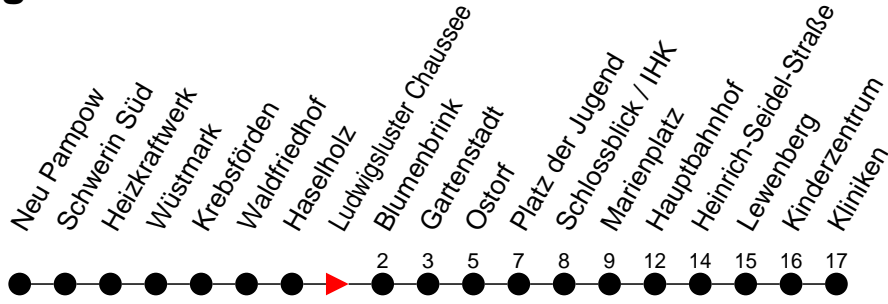 Neu Pampow
Schwerin Süd
Heizkraftwerk
Wüstmark
Krebsförden
Waldfriedhof
Haselholz
Ludwigsluster Chaussee
Blumenbrink
Gartenstadt
Ostorf
Platz der Jugend
Schlossblick / IHK
Marienplatz
Hauptbahnhof
Heinrich-Seidel-Straße
Lewenberg
Kinderzentrum
Kliniken
2 3 5 7 8 9 12 14 15 16 17